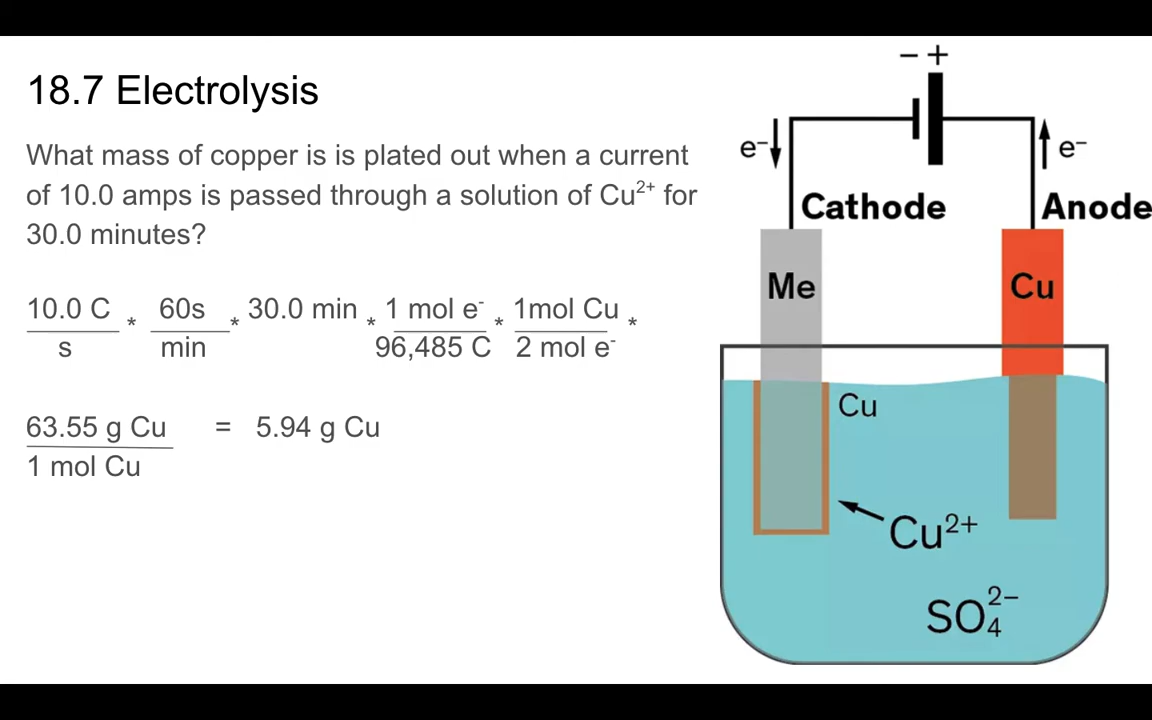 18.7 Electrolysis
What mass of copper is is plated out when a current
of 10.0 amps is passed through a solution of Cu²⁺ for
30.0 minutes?
10.0 C * 60s * 30.0 min * 1 mol e⁻ * 1mol Cu *
s min 96,485 C 2 mol e⁻
63.55 g Cu = 5.94 g Cu
1 mol Cu
− +
e⁻ e⁻
Cathode Anode
Me Cu
Cu
Cu²⁺
SO₄²⁻